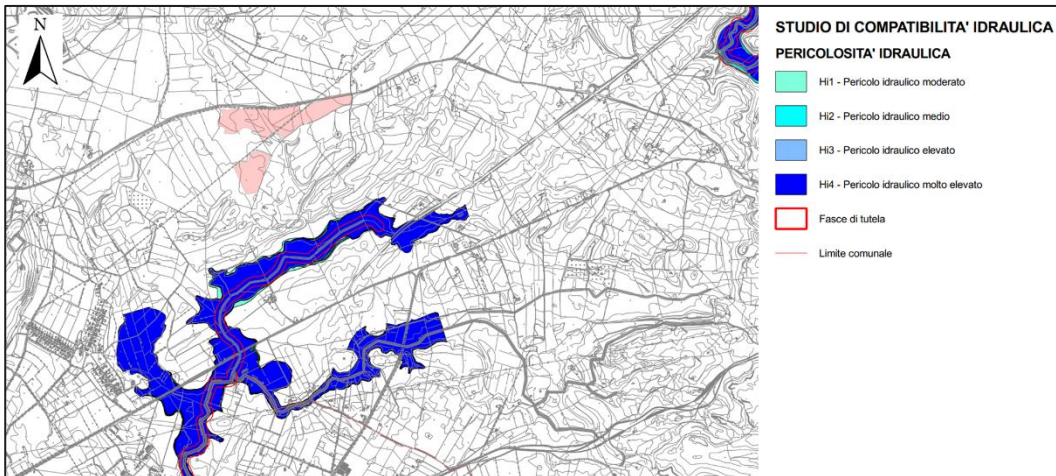 N
STUDIO DI COMPATIBILITA' IDRAULICA
PERICOLOSITA' IDRAULICA
Hi1 - Pericolo idraulico moderato
Hi2 - Pericolo idraulico medio
Hi3 - Pericolo idraulico elevato
Hi4 - Pericolo idraulico molto elevato
Fasce di tutela
Limite comunale